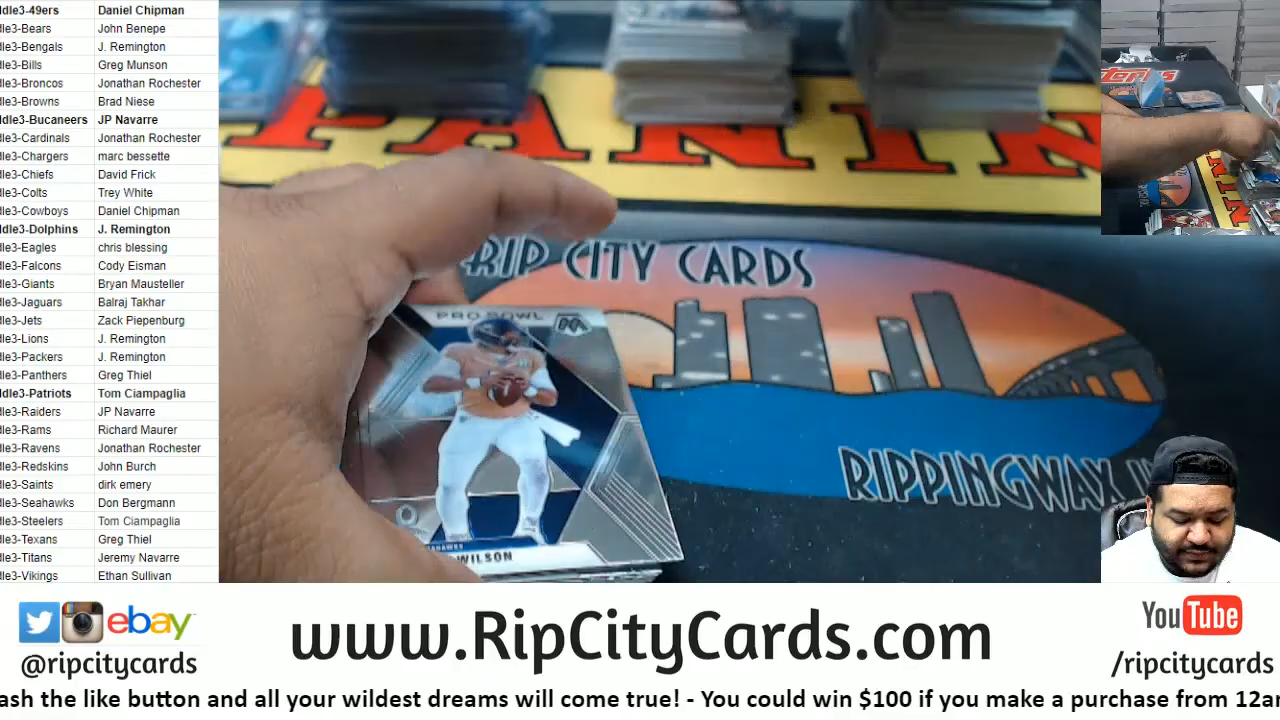 dle3-49ers Daniel Chipman
dle3-Bears John Benepe
dle3-Bengals J. Remington
dle3-Bills Greg Munson
dle3-Broncos Jonathan Rochester
dle3-Browns Brad Niese
dle3-Bucaneers JP Navarre
dle3-Cardinals Jonathan Rochester
dle3-Chargers marc bessette
dle3-Chiefs David Frick
dle3-Colts Trey White
dle3-Cowboys Daniel Chipman
dle3-Dolphins J. Remington
dle3-Eagles chris blessing
dle3-Falcons Cody Eisman
dle3-Giants Bryan Mausteller
dle3-Jaguars Balraj Takhar
dle3-Jets Zack Piepenburg
dle3-Lions J. Remington
dle3-Packers J. Remington
dle3-Panthers Greg Thiel
dle3-Patriots Tom Ciampaglia
dle3-Raiders JP Navarre
dle3-Rams Richard Maurer
dle3-Ravens Jonathan Rochester
dle3-Redskins John Burch
dle3-Saints dirk emery
dle3-Seahawks Don Bergmann
dle3-Steelers Tom Ciampaglia
dle3-Texans Greg Thiel
dle3-Titans Jeremy Navarre
dle3-Vikings Ethan Sullivan
PANIN
RIP CITY CARDS
RIPPINGWAX
PRO BOWL
WILSON
Topps
ebay
@ripcitycards
www.RipCityCards.com
YouTube
/ripcitycards
ash the like button and all your wildest dreams will come true! - You could win $100 if you make a purchase from 12a